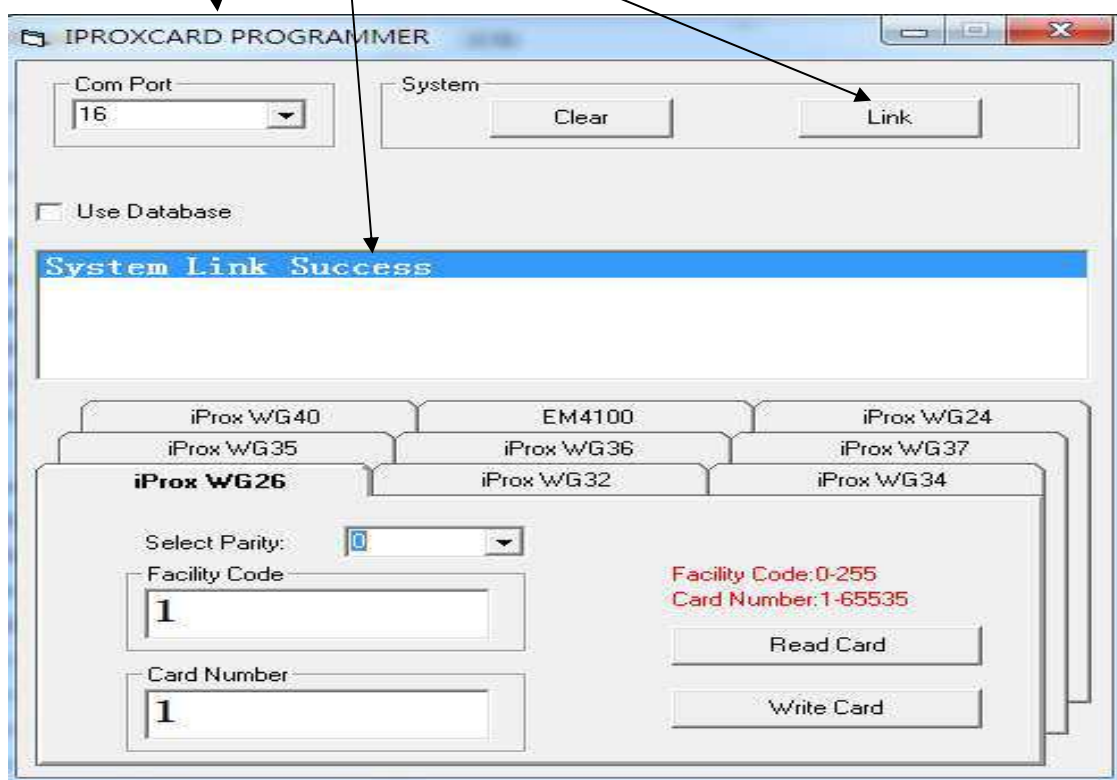 IPROXCARD PROGRAMMER
Com Port
System
16
Clear
Link
Use Database
System Link Success
iProx WG40
EM4100
iProx WG24
iProx WG35
iProx WG36
iProx WG37
iProx WG26
iProx WG32
iProx WG34
Select Parity:
0
Facility Code
1
Facility Code:0-255
Card Number:1-65535
Read Card
Card Number
1
Write Card